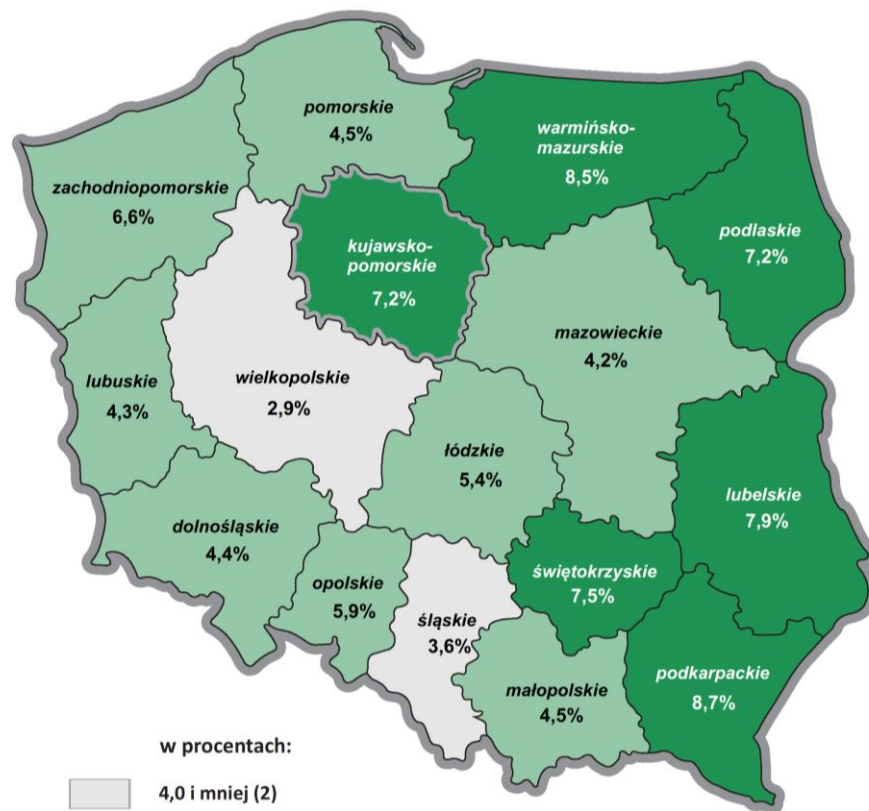 pomorskie
4,5%
warmińsko-
mazurskie
8,5%
zachodniopomorskie
6,6%
podlaskie
7,2%
kujawsko-
pomorskie
7,2%
mazowieckie
4,2%
lubuskie
4,3%
wielkopolskie
2,9%
łódzkie
5,4%
lubelskie
7,9%
dolnośląskie
4,4%
opolskie
5,9%
śląskie
3,6%
świętokrzyskie
7,5%
małopolskie
4,5%
podkarpackie
8,7%
w procentach:
4,0 i mniej (2)